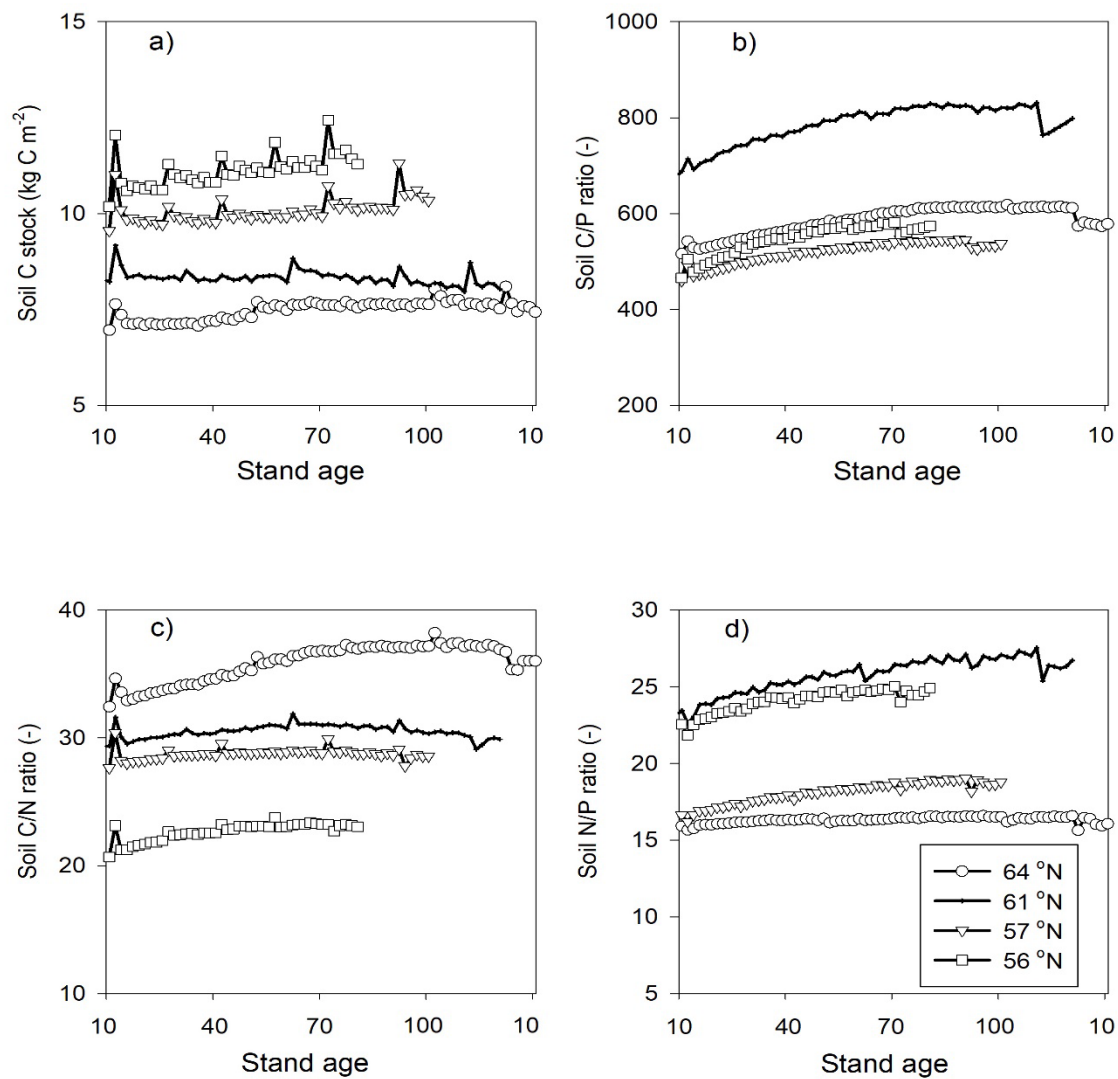 a)
15
10
5
Soil C stock (kg C m-2)
10 40 70 100 10
Stand age
b)
1000
800
600
400
200
Soil C/P ratio (-)
10 40 70 100 10
Stand age
c)
40
30
20
10
Soil C/N ratio (-)
10 40 70 100 10
Stand age
d)
30
25
20
15
10
5
Soil N/P ratio (-)
64 °N
61 °N
57 °N
56 °N
10 40 70 100 10
Stand age